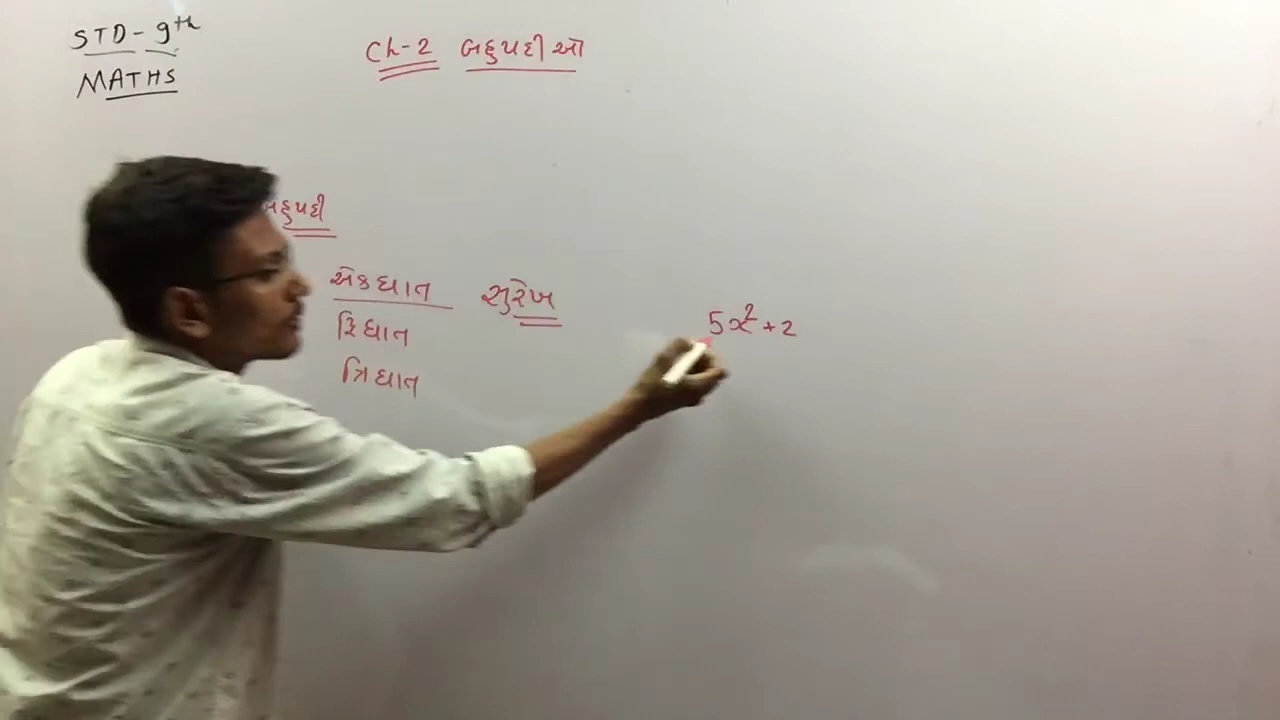 STD-9th
MATHS
Ch-2 બહુપદીઓ
બહુપદી
એકઘાત સુરેખ
દ્વિઘાત
ત્રિઘાત
5x²+2